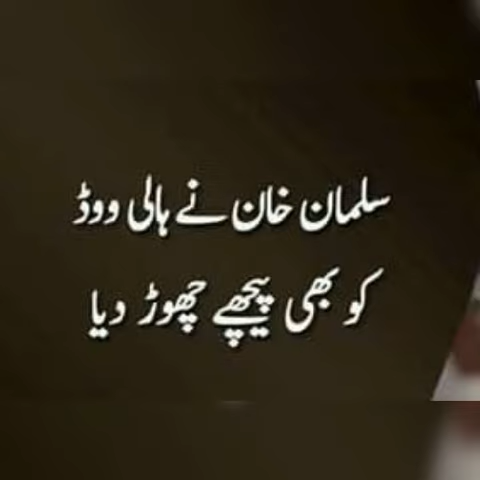 سلمان خان نے ہالی ووڈ
کو بھی پیچھے چھوڑ دیا